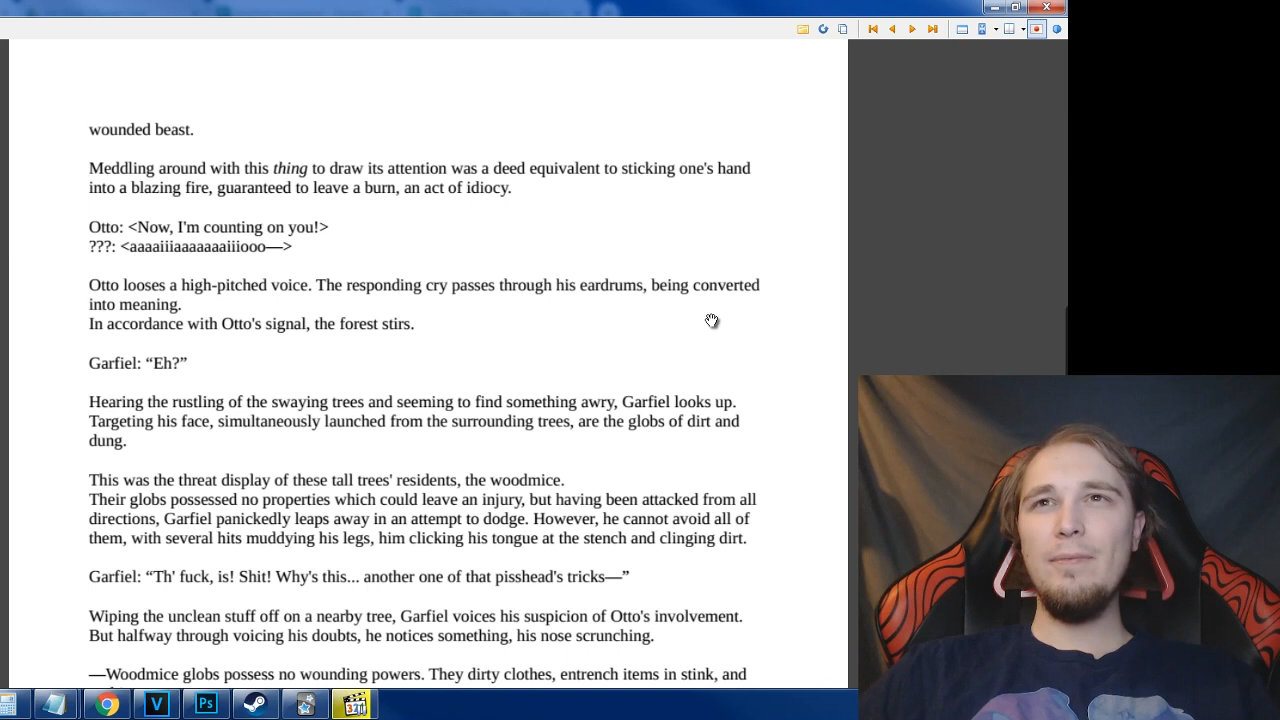 wounded beast.
Meddling around with this thing to draw its attention was a deed equivalent to sticking one's hand
into a blazing fire, guaranteed to leave a burn, an act of idiocy.
Otto: <Now, I'm counting on you!>
???: <aaaaiiiaaaaaaaiiiooo—>
Otto looses a high-pitched voice. The responding cry passes through his eardrums, being converted
into meaning.
In accordance with Otto's signal, the forest stirs.
Garfiel: “Eh?”
Hearing the rustling of the swaying trees and seeming to find something awry, Garfiel looks up.
Targeting his face, simultaneously launched from the surrounding trees, are the globs of dirt and
dung.
This was the threat display of these tall trees' residents, the woodmice.
Their globs possessed no properties which could leave an injury, but having been attacked from all
directions, Garfiel panickedly leaps away in an attempt to dodge. However, he cannot avoid all of
them, with several hits muddying his legs, him clicking his tongue at the stench and clinging dirt.
Garfiel: “Th' fuck, is! Shit! Why's this... another one of that pisshead's tricks—”
Wiping the unclean stuff off on a nearby tree, Garfiel voices his suspicion of Otto's involvement.
But halfway through voicing his doubts, he notices something, his nose scrunching.
—Woodmice globs possess no wounding powers. They dirty clothes, entrench items in stink, and
V
Ps
321